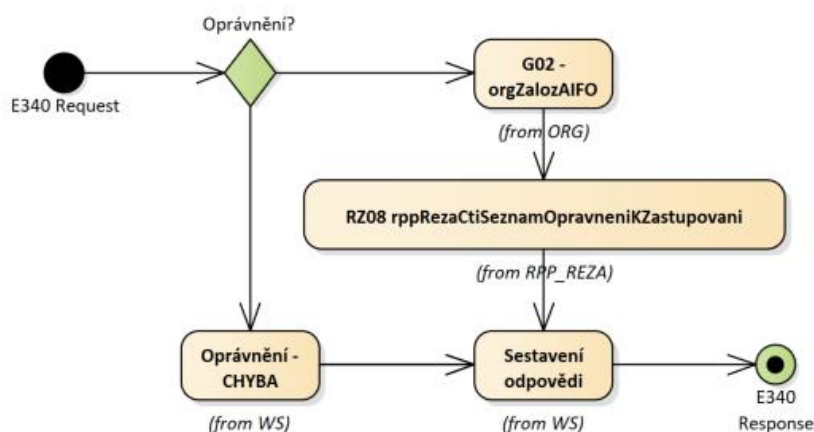 Oprávnění?
E340 Request
G02 -
orgZalozAIFO
(from ORG)
RZ08 rppRezaCtiSeznamOpravneniKZastupovani
(from RPP_REZA)
Oprávnění -
CHYBA
(from WS)
Sestavení
odpovědi
(from WS)
E340
Response